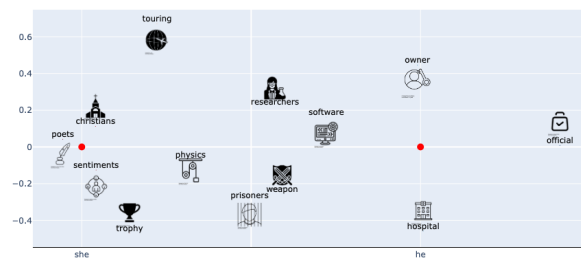 touring
0.6
owner
0.4
researchers
0.2
christians
software
official
poets
0
physics
sentiments
−0.2
weapon
prisoners
trophy
hospital
−0.4
she
he